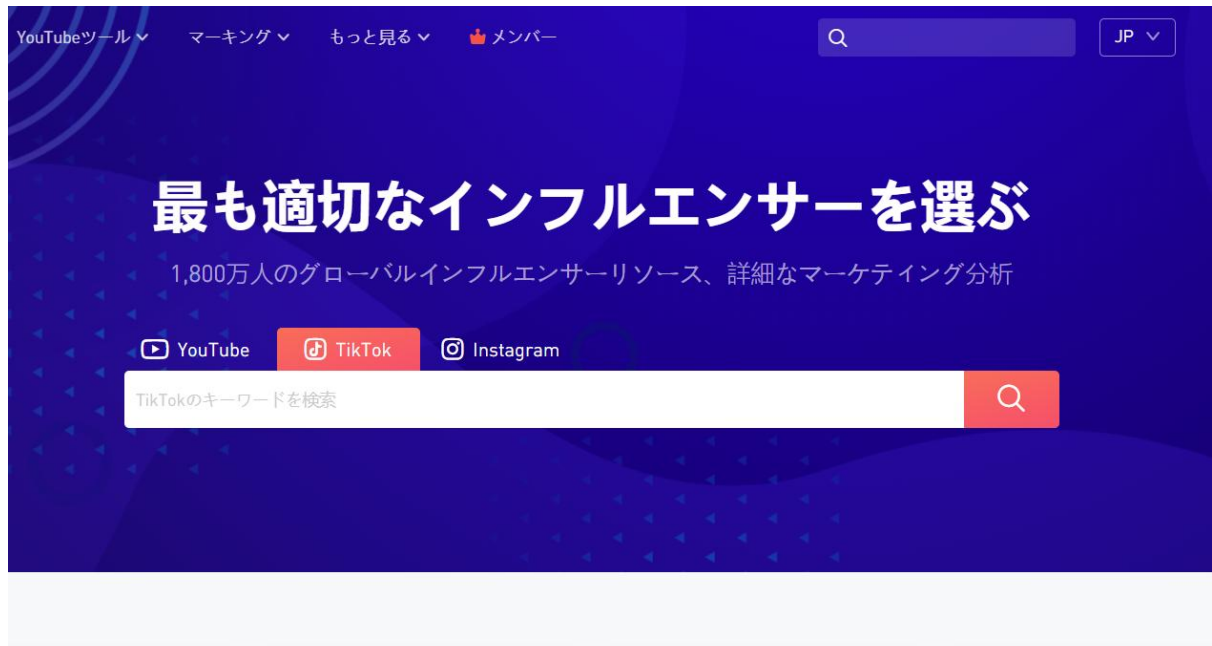 YouTubeツール マーキング もっと見る メンバー JP
最も適切なインフルエンサーを選ぶ
1,800万人のグローバルインフルエンサーリソース、詳細なマーケティング分析
YouTube TikTok Instagram
TikTokのキーワードを検索